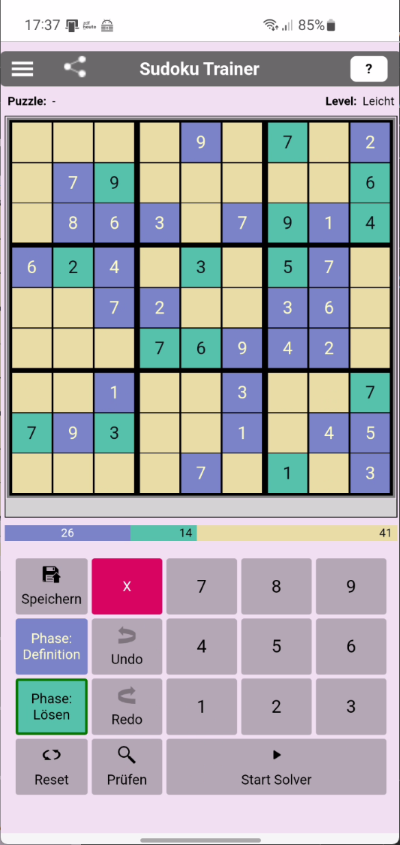 17:37 85%
Sudoku Trainer ?
Puzzle: - Level: Leicht
9 7 2
7 9 6
8 6 3 7 9 1 4
6 2 4 3 5 7
7 2 3 6
7 6 9 4 2
1 3 7
7 9 3 1 4 5
7 1 3
26 14 41
Speichern X 7 8 9
Phase: Definition Undo 4 5 6
Phase: Lösen Redo 1 2 3
Reset Prüfen Start Solver